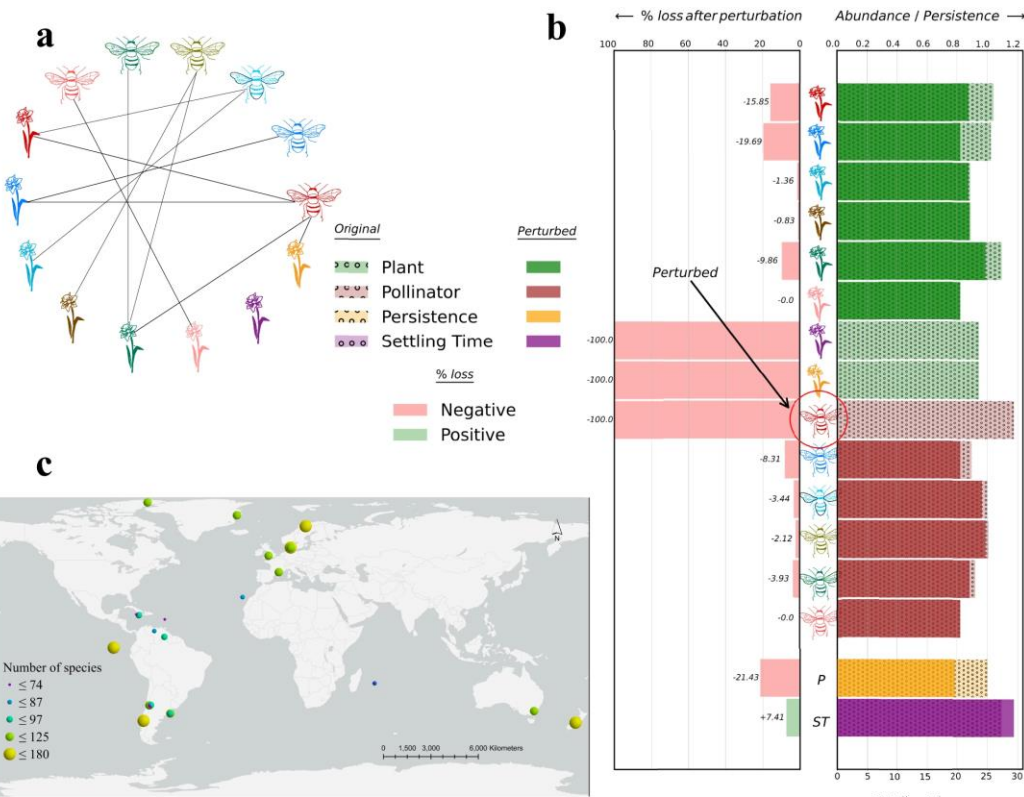 a
Original
Perturbed
Plant
Pollinator
Persistence
Settling Time
% loss
Negative
Positive
b
← % loss after perturbation
Abundance / Persistence →
100 80 60 40 20 0
0.0 0.2 0.4 0.6 0.8 1.0 1.2
-15.85
-19.69
-1.36
-0.83
-9.86
-0.0
Perturbed
-100.0
-100.0
-100.0
-8.31
-3.44
-2.12
-3.93
-0.0
-21.43
P
+7.41
ST
0 5 10 15 20 25 30
c
N
Number of species
≤ 74
≤ 87
≤ 97
≤ 125
≤ 180
0 1,500 3,000 6,000 Kilometers